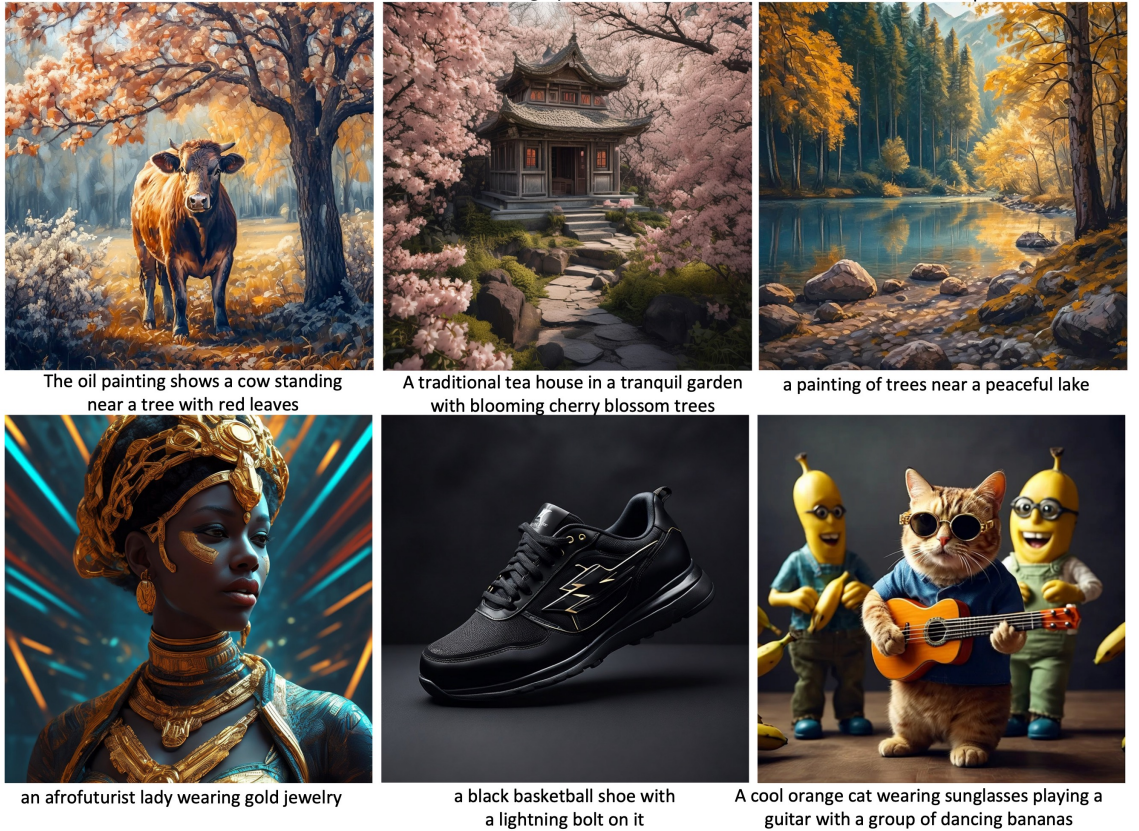 The oil painting shows a cow standing
near a tree with red leaves
A traditional tea house in a tranquil garden
with blooming cherry blossom trees
a painting of trees near a peaceful lake
an afrofuturist lady wearing gold jewelry
a black basketball shoe with
a lightning bolt on it
A cool orange cat wearing sunglasses playing a
guitar with a group of dancing bananas